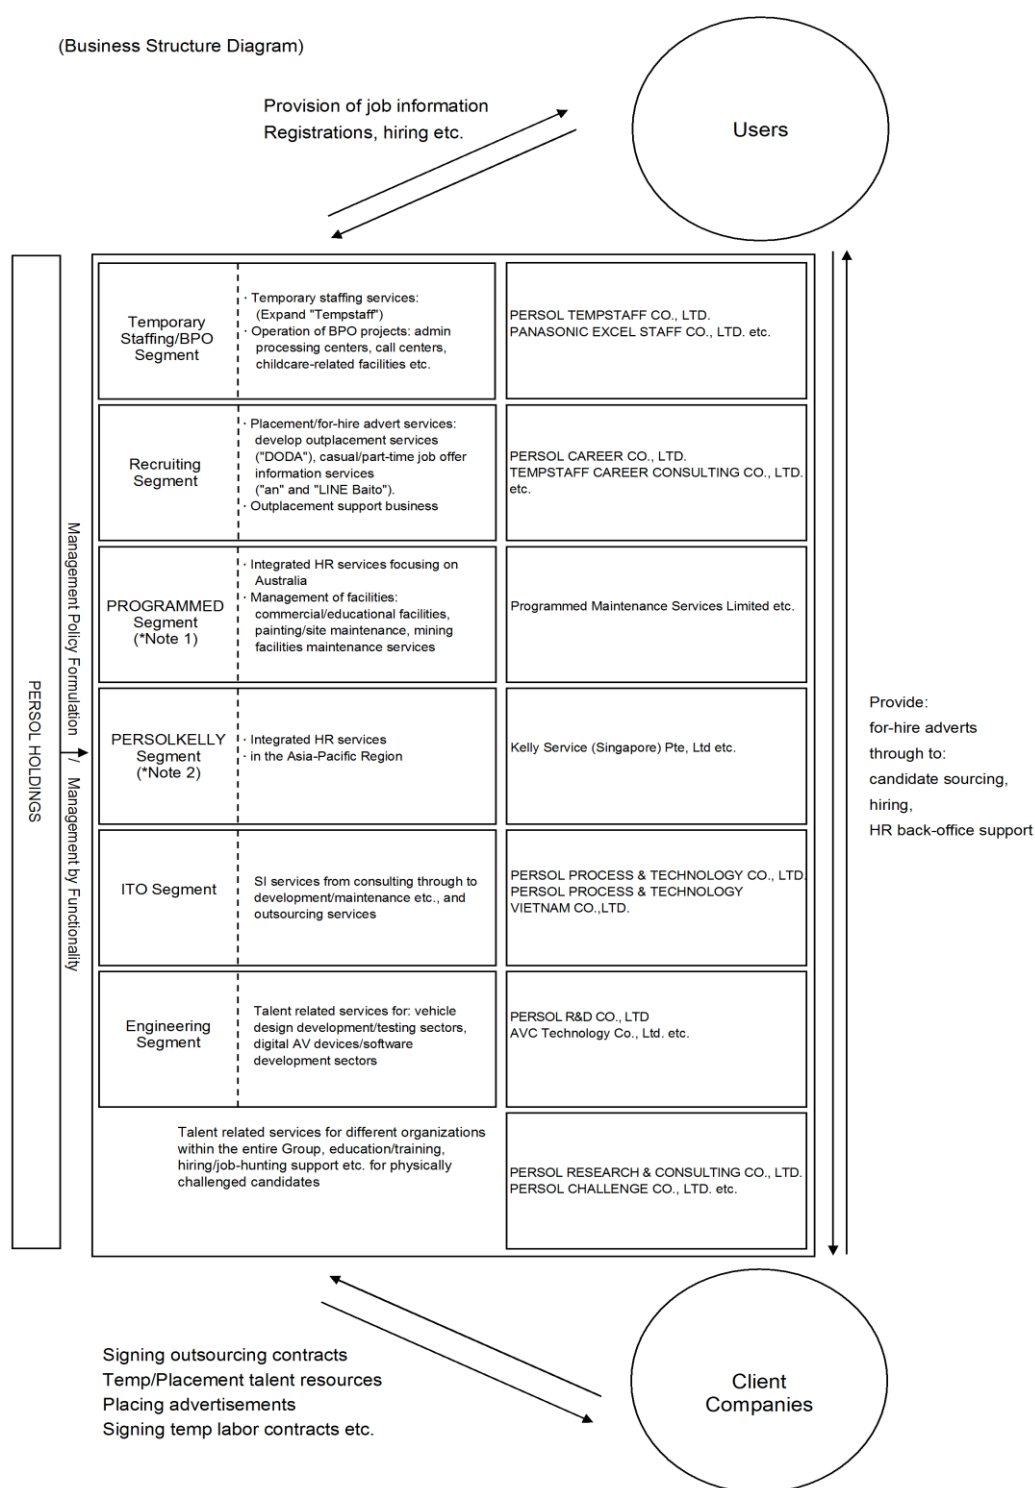 (Business Structure Diagram)
Provision of job information
Registrations, hiring etc.
Users
PERSOL HOLDINGS
Management Policy Formulation / Management by Functionality
Temporary
Staffing/BPO
Segment
· Temporary staffing services:
(Expand "Tempstaff")
· Operation of BPO projects: admin
processing centers, call centers,
childcare-related facilities etc.
PERSOL TEMPSTAFF CO., LTD.
PANASONIC EXCEL STAFF CO., LTD. etc.
Recruiting
Segment
· Placement/for-hire advert services:
develop outplacement services
("DODA"), casual/part-time job offer
information services
("an" and "LINE Baito").
· Outplacement support business
PERSOL CAREER CO., LTD.
TEMPSTAFF CAREER CONSULTING CO., LTD.
etc.
PROGRAMMED
Segment
(*Note 1)
· Integrated HR services focusing on
Australia
· Management of facilities:
commercial/educational facilities,
painting/site maintenance, mining
facilities maintenance services
Programmed Maintenance Services Limited etc.
PERSOLKELLY
Segment
(*Note 2)
· Integrated HR services
· in the Asia-Pacific Region
Kelly Service (Singapore) Pte, Ltd etc.
ITO Segment
SI services from consulting through to
development/maintenance etc., and
outsourcing services
PERSOL PROCESS & TECHNOLOGY CO., LTD.
PERSOL PROCESS & TECHNOLOGY
VIETNAM CO.,LTD.
Engineering
Segment
Talent related services for: vehicle
design development/testing sectors,
digital AV devices/software
development sectors
PERSOL R&D CO., LTD
AVC Technology Co., Ltd. etc.
Talent related services for different organizations
within the entire Group, education/training,
hiring/job-hunting support etc. for physically
challenged candidates
PERSOL RESEARCH & CONSULTING CO., LTD.
PERSOL CHALLENGE CO., LTD. etc.
Provide:
for-hire adverts
through to:
candidate sourcing,
hiring,
HR back-office support
Signing outsourcing contracts
Temp/Placement talent resources
Placing advertisements
Signing temp labor contracts etc.
Client
Companies